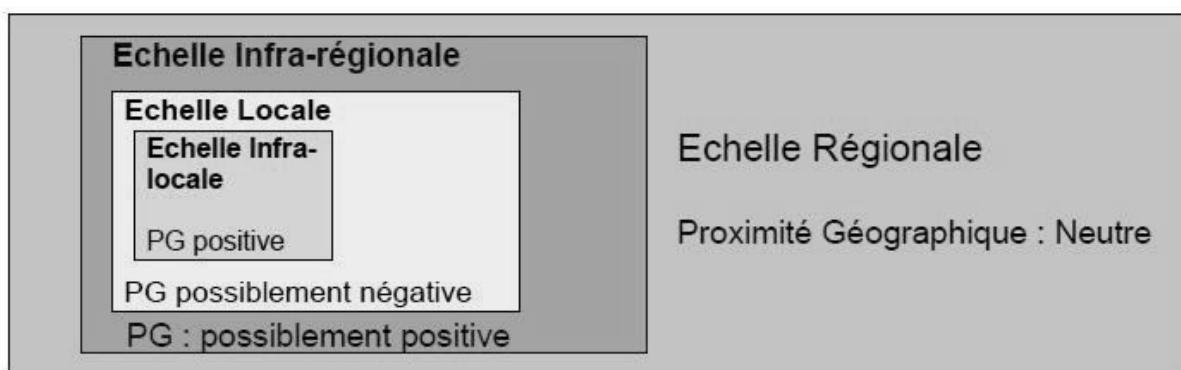 Echelle Infra-régionale
Echelle Locale
Echelle Infra-
locale
PG positive
PG possiblement négative
PG : possiblement positive
Echelle Régionale
Proximité Géographique : Neutre